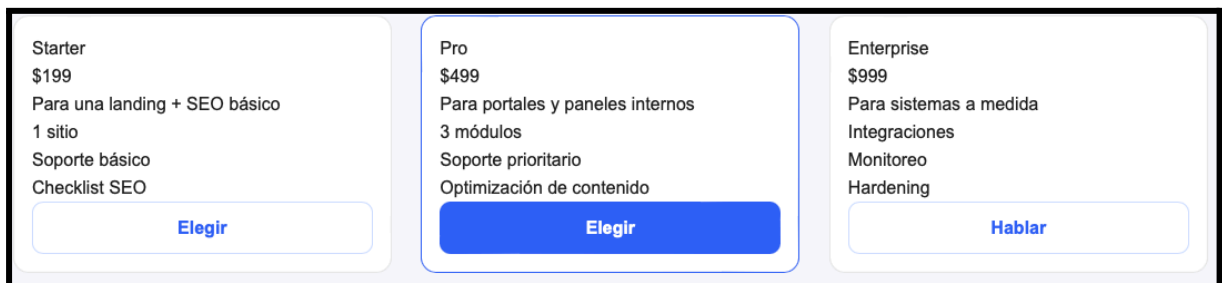 Starter
$199
Para una landing + SEO básico
1 sitio
Soporte básico
Checklist SEO
Elegir
Pro
$499
Para portales y paneles internos
3 módulos
Soporte prioritario
Optimización de contenido
Elegir
Enterprise
$999
Para sistemas a medida
Integraciones
Monitoreo
Hardening
Hablar